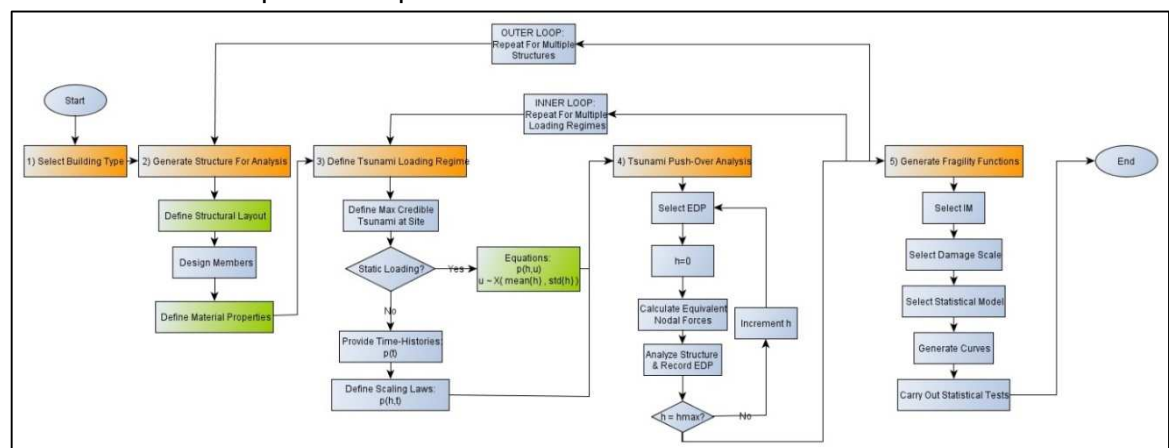 OUTER LOOP:
Repeat For Multiple
Structures
Start
INNER LOOP:
Repeat For Multiple
Loading Regimes
1) Select Building Type
2) Generate Structure For Analysis
3) Define Tsunami Loading Regime
4) Tsunami Push-Over Analysis
5) Generate Fragility Functions
End
Define Structural Layout
Design Members
Define Material Properties
Define Max Credible
Tsunami at Site
Static Loading?
Yes
Equations:
p(h,u)
u ~ X( mean{h} , std{h} )
No
Provide Time-Histories:
p(t)
Define Scaling Laws:
p(h,t)
Select EDP
h=0
Calculate Equivalent
Nodal Forces
Analyze Structure
& Record EDP
h = hmax?
No
Increment h
Select IM
Select Damage Scale
Select Statistical Model
Generate Curves
Carry Out Statistical Tests